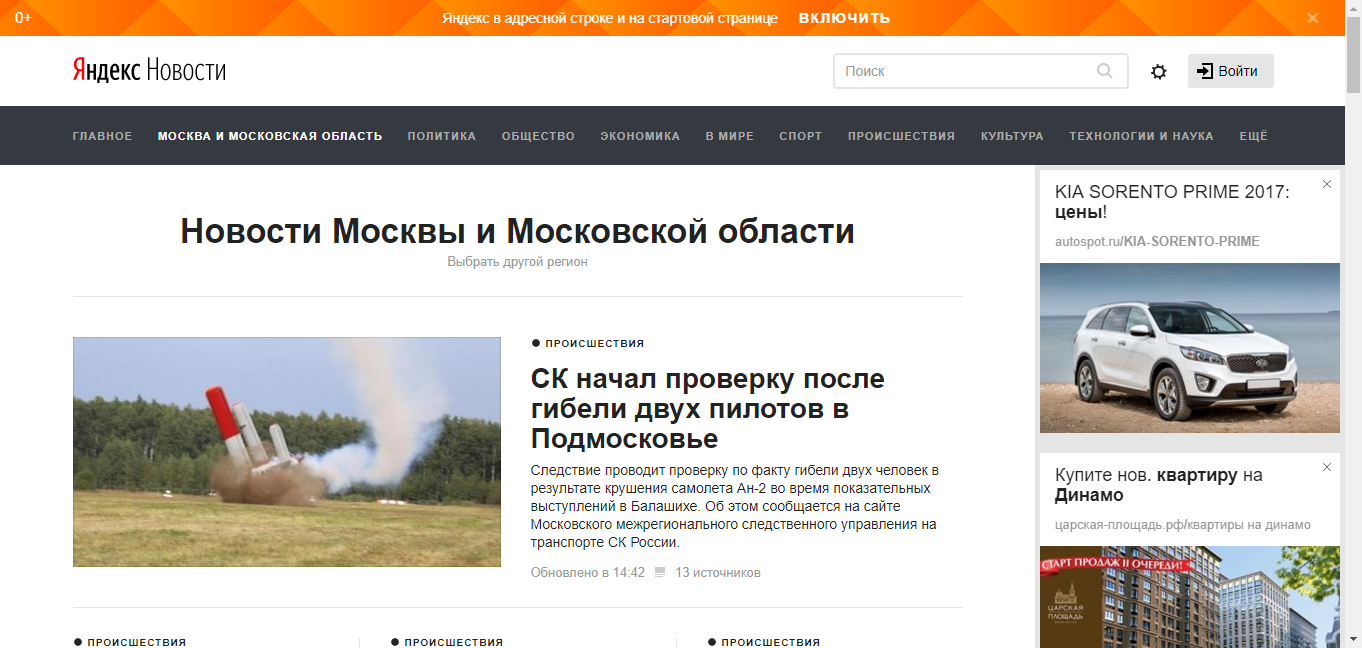 0+
Яндекс в адресной строке и на стартовой странице ВКЛЮЧИТЬ
Яндекс Новости
Поиск
Войти
ГЛАВНОЕ МОСКВА И МОСКОВСКАЯ ОБЛАСТЬ ПОЛИТИКА ОБЩЕСТВО ЭКОНОМИКА В МИРЕ СПОРТ ПРОИСШЕСТВИЯ КУЛЬТУРА ТЕХНОЛОГИИ И НАУКА ЕЩЁ
Новости Москвы и Московской области
Выбрать другой регион
ПРОИСШЕСТВИЯ
СК начал проверку после
гибели двух пилотов в
Подмосковье
Следствие проводит проверку по факту гибели двух человек в
результате крушения самолета Ан-2 во время показательных
выступлений в Балашихе. Об этом сообщается на сайте
Московского межрегионального следственного управления на
транспорте СК России.
Обновлено в 14:42 13 источников
ПРОИСШЕСТВИЯ ПРОИСШЕСТВИЯ ПРОИСШЕСТВИЯ
KIA SORENTO PRIME 2017:
цены!
autospot.ru/KIA-SORENTO-PRIME
Купите нов. квартиру на
Динамо
царская-площадь.рф/квартиры на динамо
СТАРТ ПРОДАЖ II ОЧЕРЕДИ!
ЦАРСКАЯ
ПЛОЩАДЬ